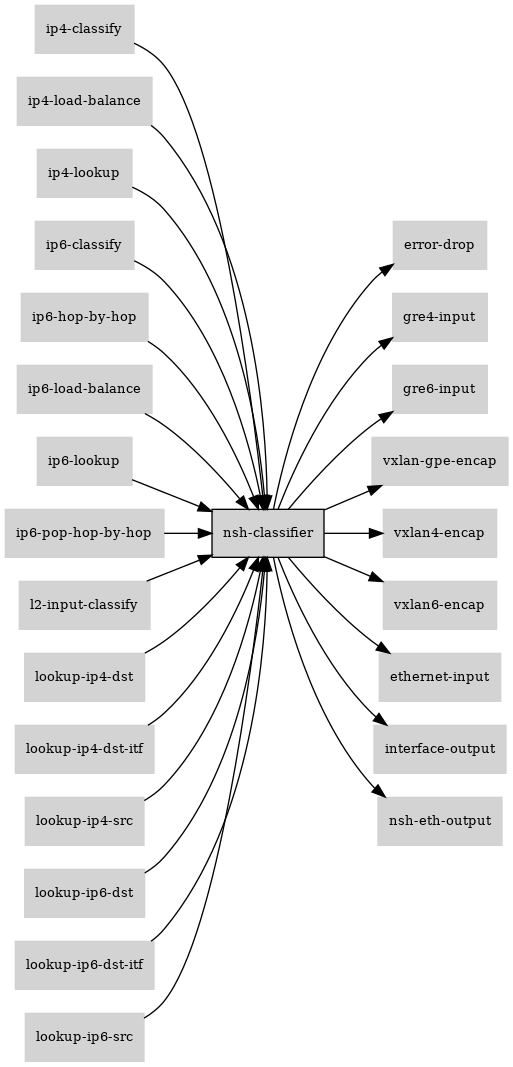 ip4-classify
ip4-load-balance
ip4-lookup
ip6-classify
ip6-hop-by-hop
ip6-load-balance
ip6-lookup
ip6-pop-hop-by-hop
l2-input-classify
lookup-ip4-dst
lookup-ip4-dst-itf
lookup-ip4-src
lookup-ip6-dst
lookup-ip6-dst-itf
lookup-ip6-src
nsh-classifier
error-drop
gre4-input
gre6-input
vxlan-gpe-encap
vxlan4-encap
vxlan6-encap
ethernet-input
interface-output
nsh-eth-output